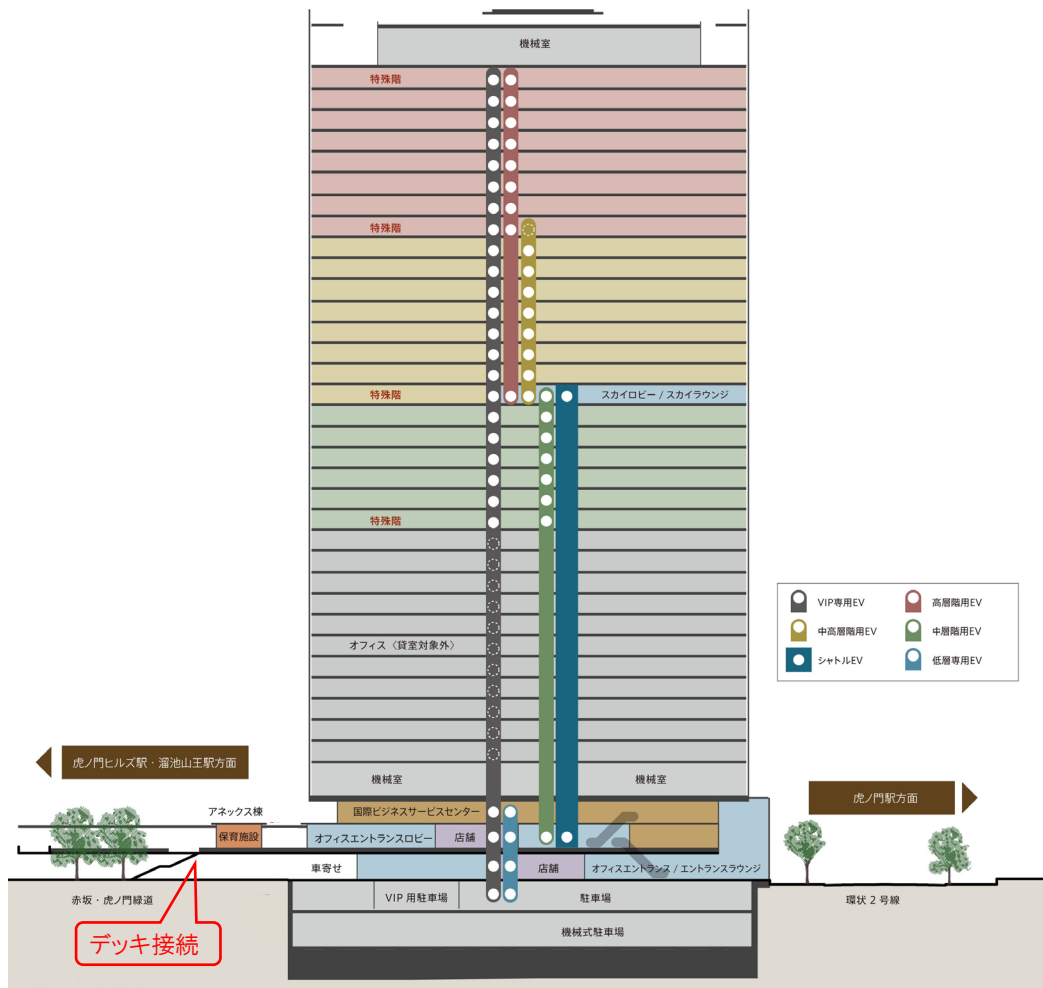 機械室
特殊階
特殊階
特殊階
スカイロビー / スカイラウンジ
特殊階
VIP専用EV
高層階用EV
中高層階用EV
中層階用EV
シャトルEV
低層専用EV
オフィス〈貸室対象外〉
虎ノ門ヒルズ駅・溜池山王駅方面
機械室
機械室
虎ノ門駅方面
アネックス棟
国際ビジネスサービスセンター
保育施設
オフィスエントランスロビー
店舗
車寄せ
店舗
オフィスエントランス / エントランスラウンジ
赤坂・虎ノ門緑道
VIP 用駐車場
駐車場
環状 2 号線
デッキ接続
機械式駐車場